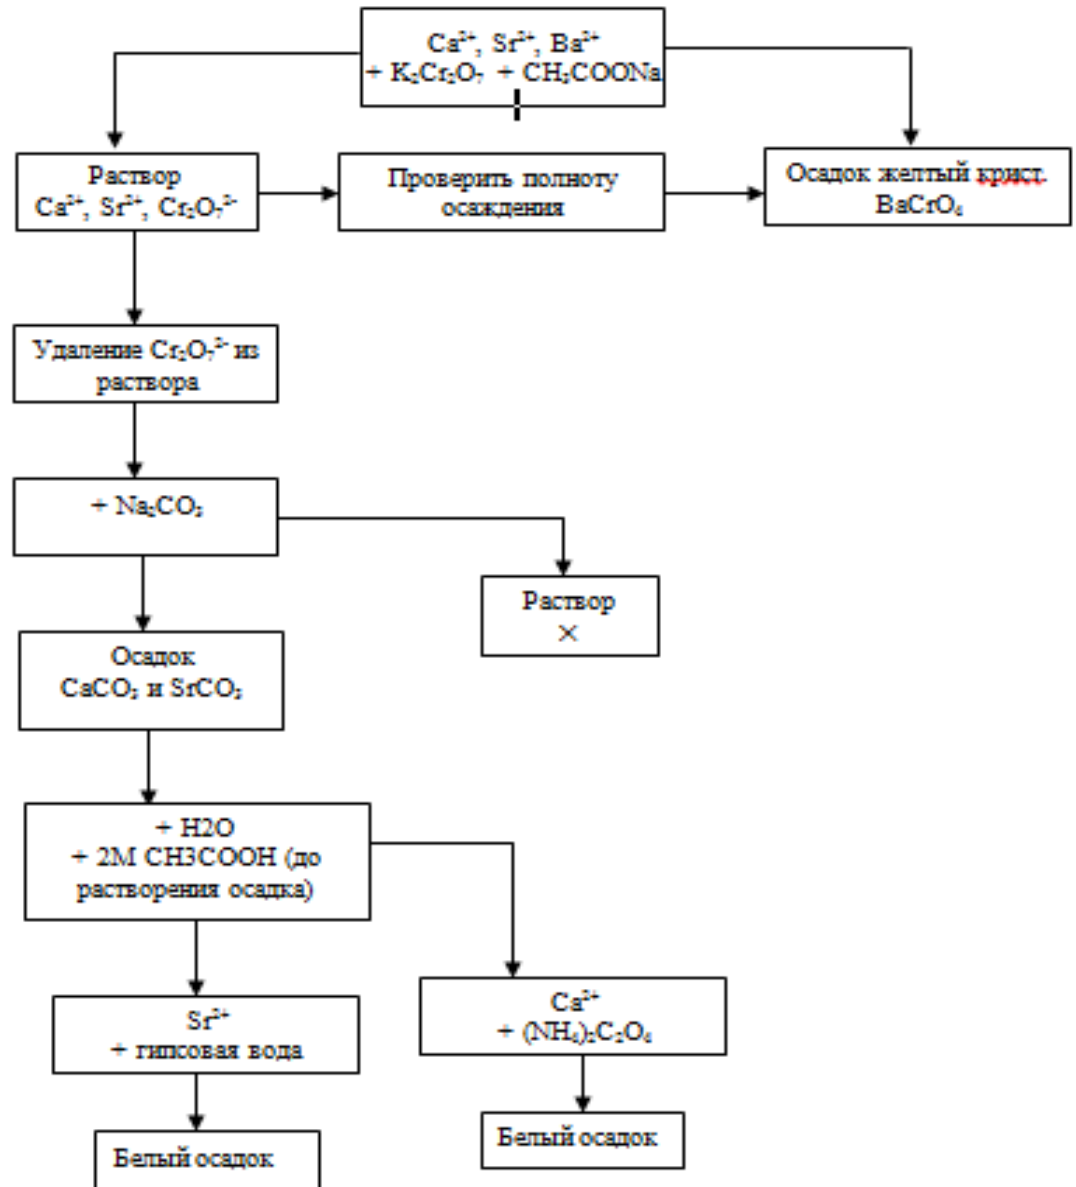 Ca²⁺, Sr²⁺, Ba²⁺
+ K₂Cr₂O₇ + CH₃COONa
Раствор
Ca²⁺, Sr²⁺, Cr₂O₇²⁻
Проверить полноту
осаждения
Осадок желтый крист.
BaCrO₄
Удаление Cr₂O₇²⁻ из
раствора
+ Na₂CO₃
Раствор
×
Осадок
CaCO₃ и SrCO₃
+ H2O
+ 2M CH3COOH (до
растворения осадка)
Sr²⁺
+ гипсовая вода
Ca²⁺
+ (NH₄)₂C₂O₄
Белый осадок
Белый осадок